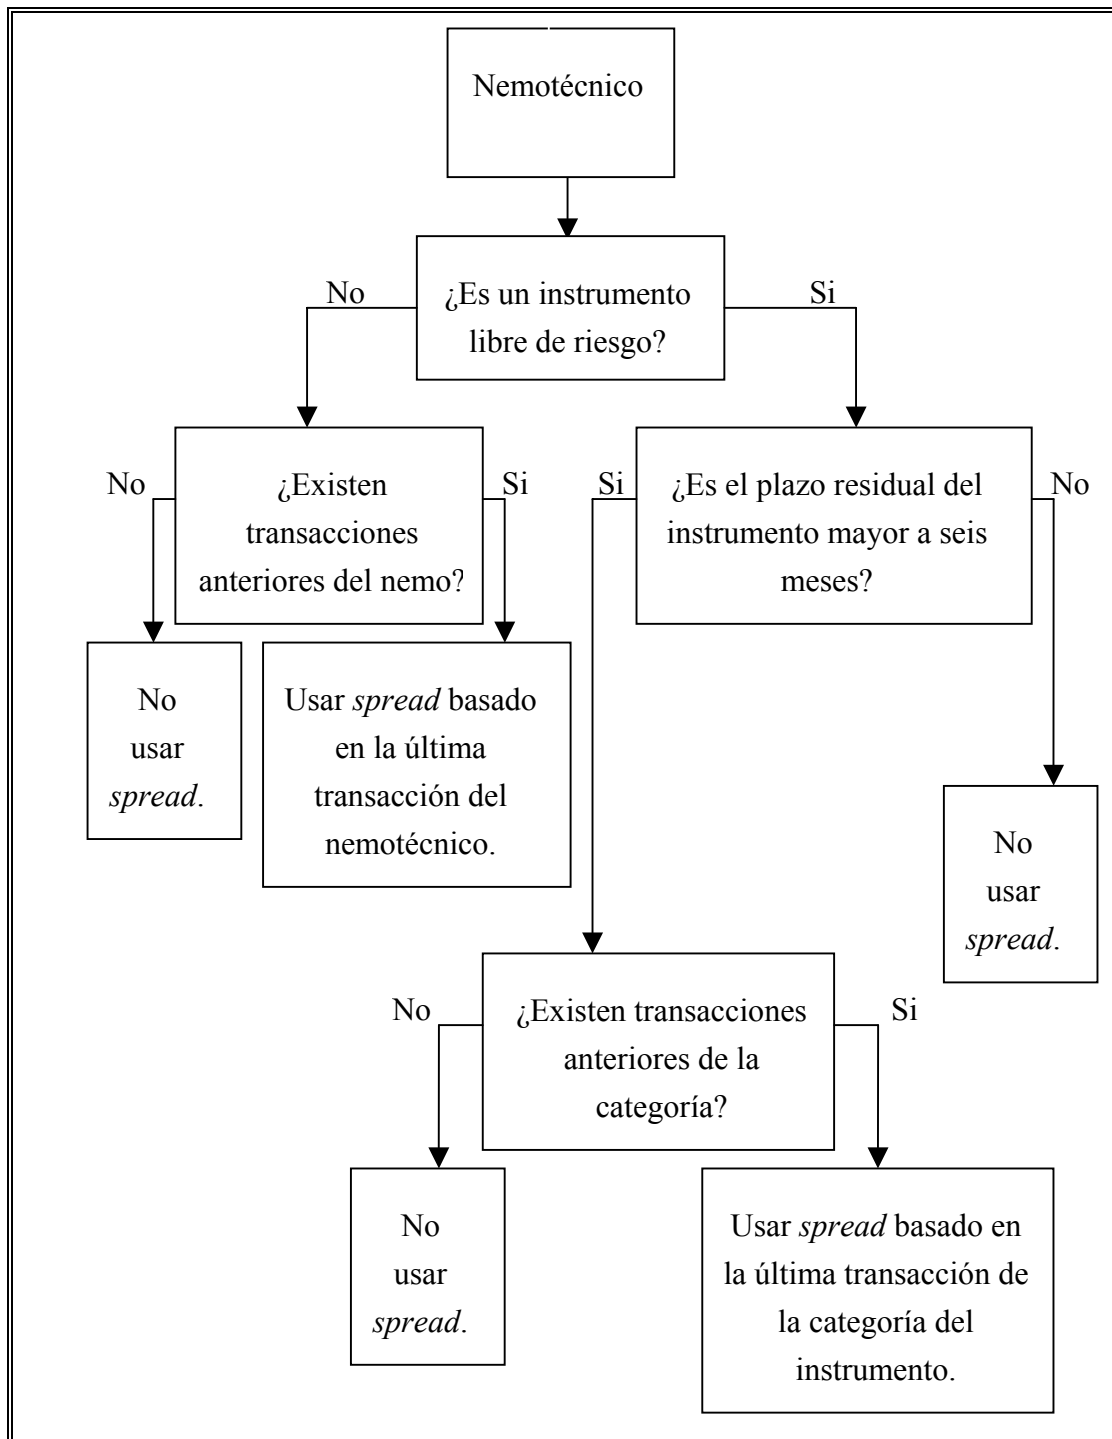 Nemotécnico
No
¿Es un instrumento
libre de riesgo?
Si
No
¿Existen
transacciones
anteriores del nemo?
Si
Si
¿Es el plazo residual del
instrumento mayor a seis
meses?
No
No
usar
spread.
Usar spread basado
en la última
transacción del
nemotécnico.
No
usar
spread.
No
¿Existen transacciones
anteriores de la
categoría?
Si
No
usar
spread.
Usar spread basado en
la última transacción de
la categoría del
instrumento.